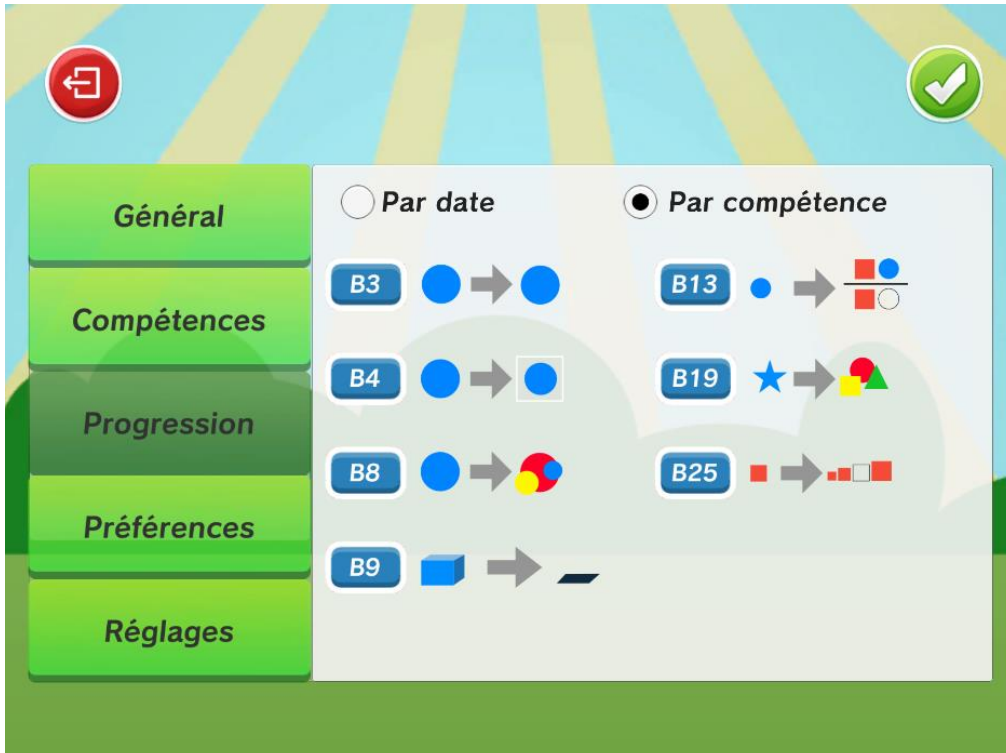 Général
Compétences
Progression
Préférences
Réglages
Par date
Par compétence
B3
B13
B4
B19
B8
B25
B9